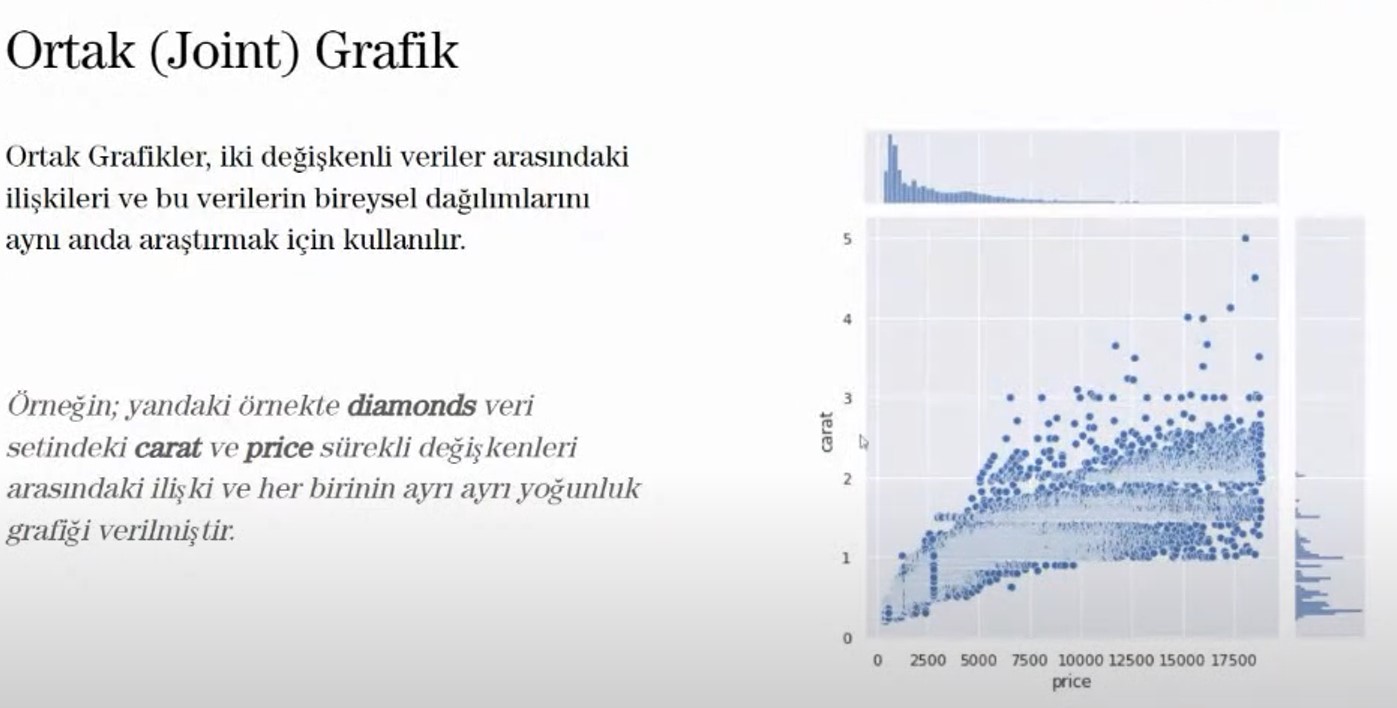 Ortak (Joint) Grafik
Ortak Grafikler, iki değişkenli veriler arasındaki
ilişkileri ve bu verilerin bireysel dağılımlarını
aynı anda araştırmak için kullanılır.
Örneğin; yandaki örnekte diamonds veri
setindeki carat ve price sürekli değişkenleri
arasındaki ilişki ve her birinin ayrı ayrı yoğunluk
grafiği verilmiştir.
5
4
3
2
1
0
carat
0 2500 5000 7500 10000 12500 15000 17500
price